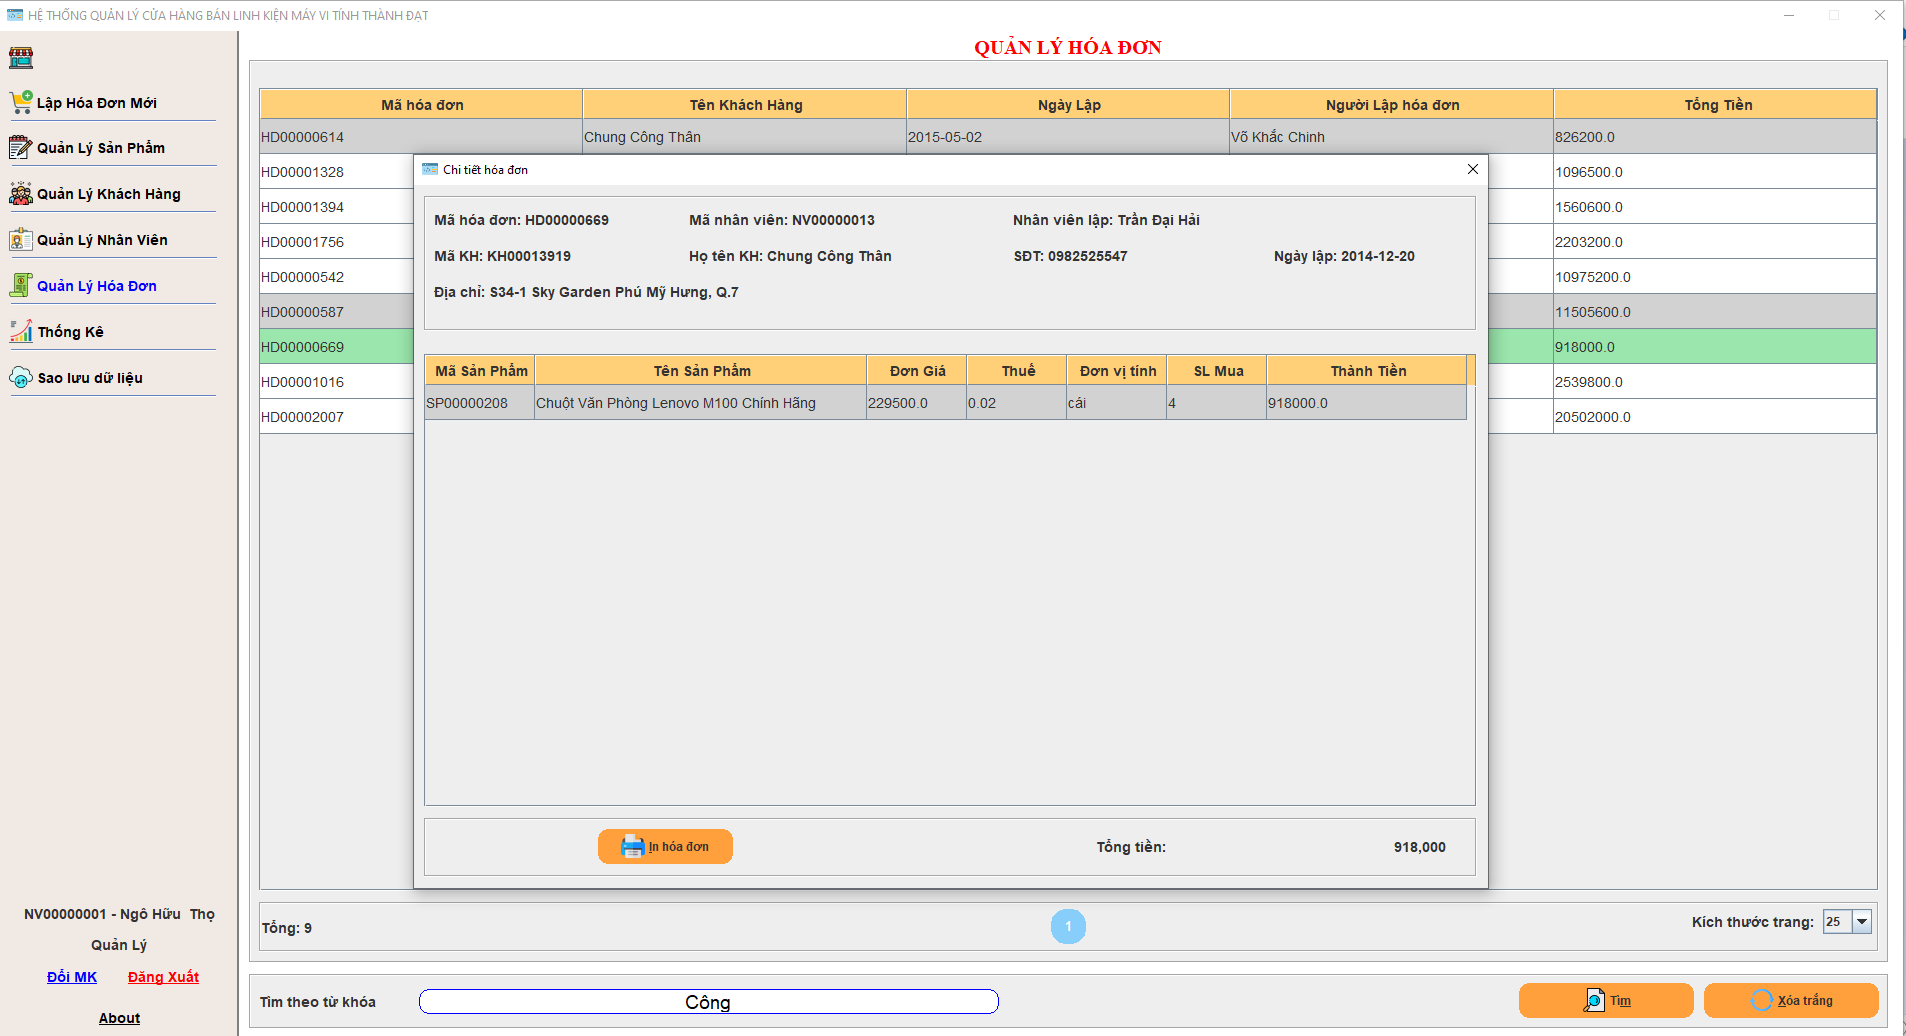 HỆ THỐNG QUẢN LÝ CỬA HÀNG BÁN LINH KIỆN MÁY VI TÍNH THÀNH ĐẠT
Lập Hóa Đơn Mới
Quản Lý Sản Phẩm
Quản Lý Khách Hàng
Quản Lý Nhân Viên
Quản Lý Hóa Đơn
Thống Kê
Sao lưu dữ liệu
NV00000001 - Ngô Hữu Thọ
Quản Lý
Đổi MK Đăng Xuất
About
QUẢN LÝ HÓA ĐƠN
Mã hóa đơn Tên Khách Hàng Ngày Lập Người Lập hóa đơn Tổng Tiền
HD00000614 Chung Công Thân 2015-05-02 Võ Khắc Chinh 826200.0
HD00001328 1096500.0
HD00001394 1560600.0
HD00001756 2203200.0
HD00000542 10975200.0
HD00000587 11505600.0
HD00000669 918000.0
HD00001016 2539800.0
HD00002007 20502000.0
Chi tiết hóa đơn
Mã hóa đơn: HD00000669 Mã nhân viên: NV00000013 Nhân viên lập: Trần Đại Hải
Mã KH: KH00013919 Họ tên KH: Chung Công Thân SĐT: 0982525547 Ngày lập: 2014-12-20
Địa chỉ: S34-1 Sky Garden Phú Mỹ Hưng, Q.7
Mã Sản Phẩm Tên Sản Phẩm Đơn Giá Thuế Đơn vị tính SL Mua Thành Tiền
SP00000208 Chuột Văn Phòng Lenovo M100 Chính Hãng 229500.0 0.02 cái 4 918000.0
In hóa đơn Tổng tiền: 918,000
Tổng: 9 1 Kích thước trang: 25
Tìm theo từ khóa Công Tìm Xóa trắng